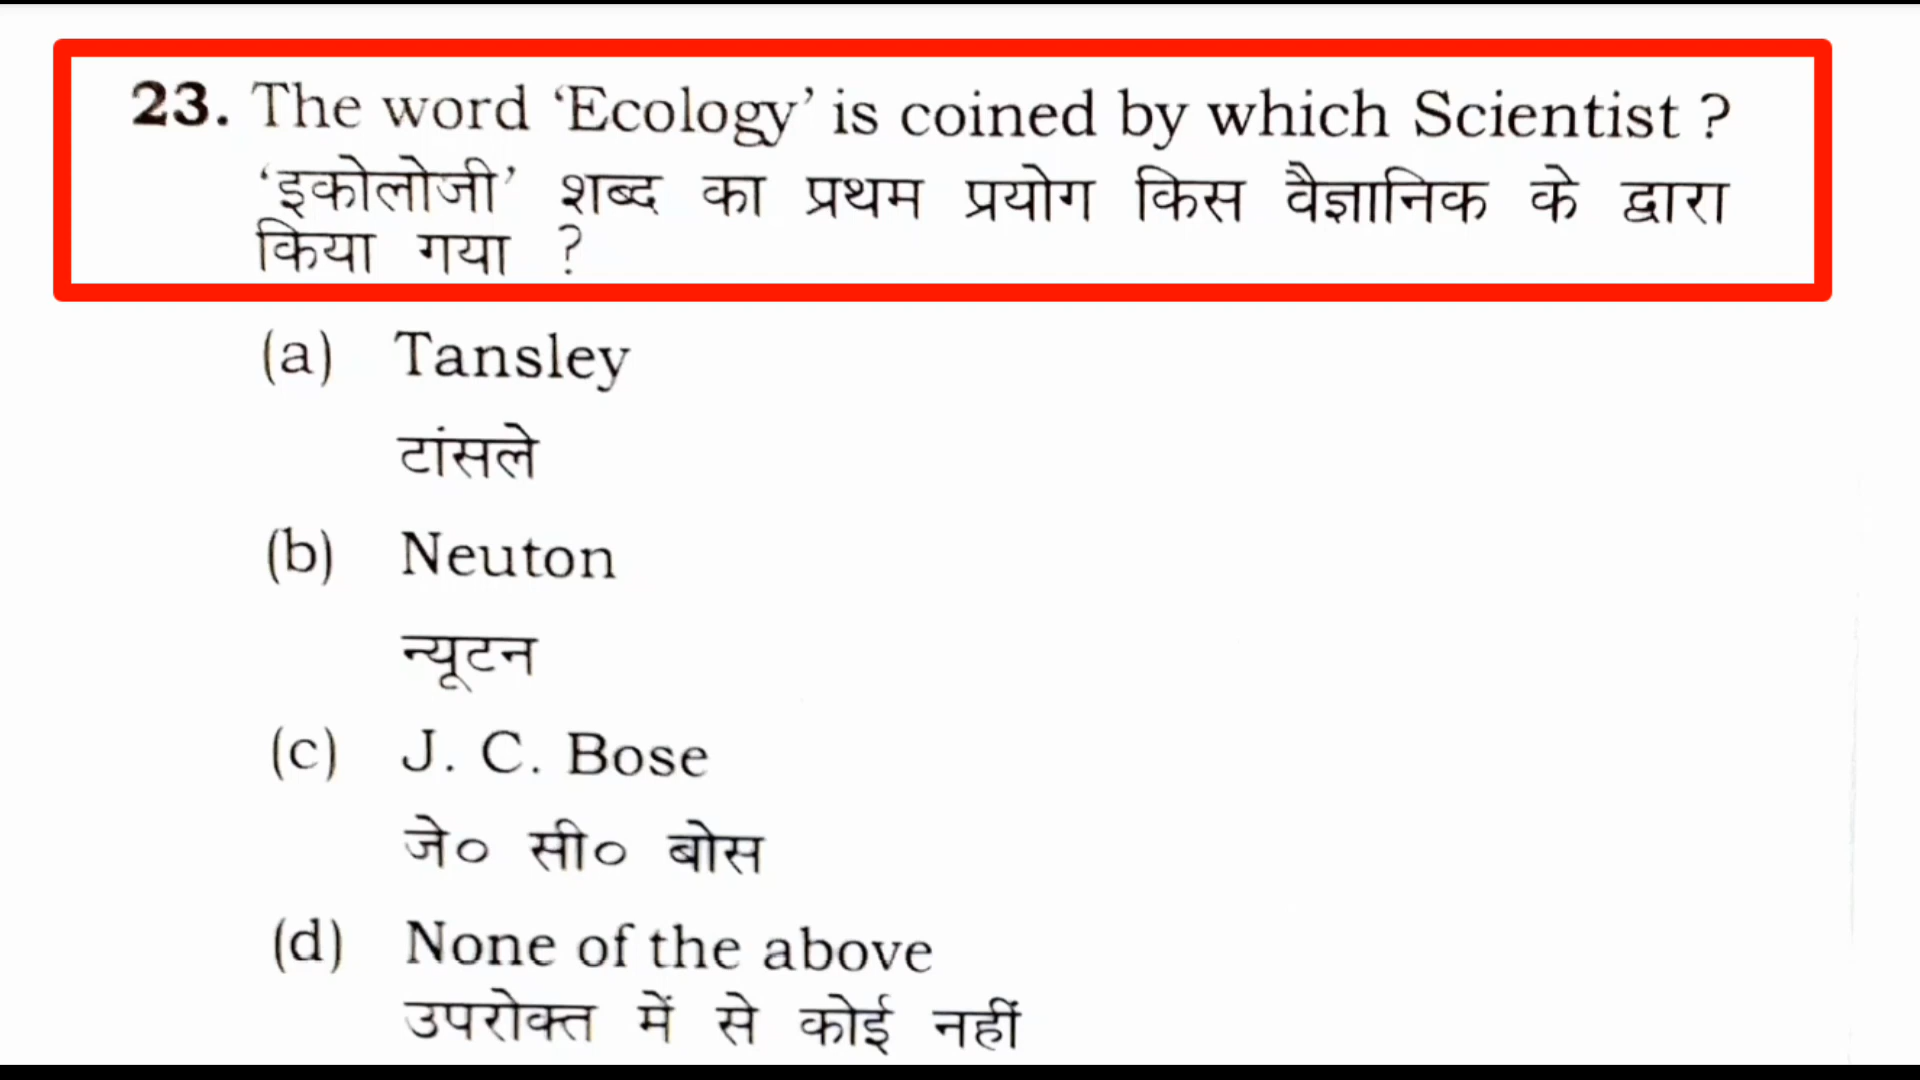 23. The word ‘Ecology’ is coined by which Scientist ?
‘इकोलोजी’ शब्द का प्रथम प्रयोग किस वैज्ञानिक के द्वारा
किया गया ?
(a) Tansley
टांसले
(b) Neuton
न्यूटन
(c) J. C. Bose
जे० सी० बोस
(d) None of the above
उपरोक्त में से कोई नहीं